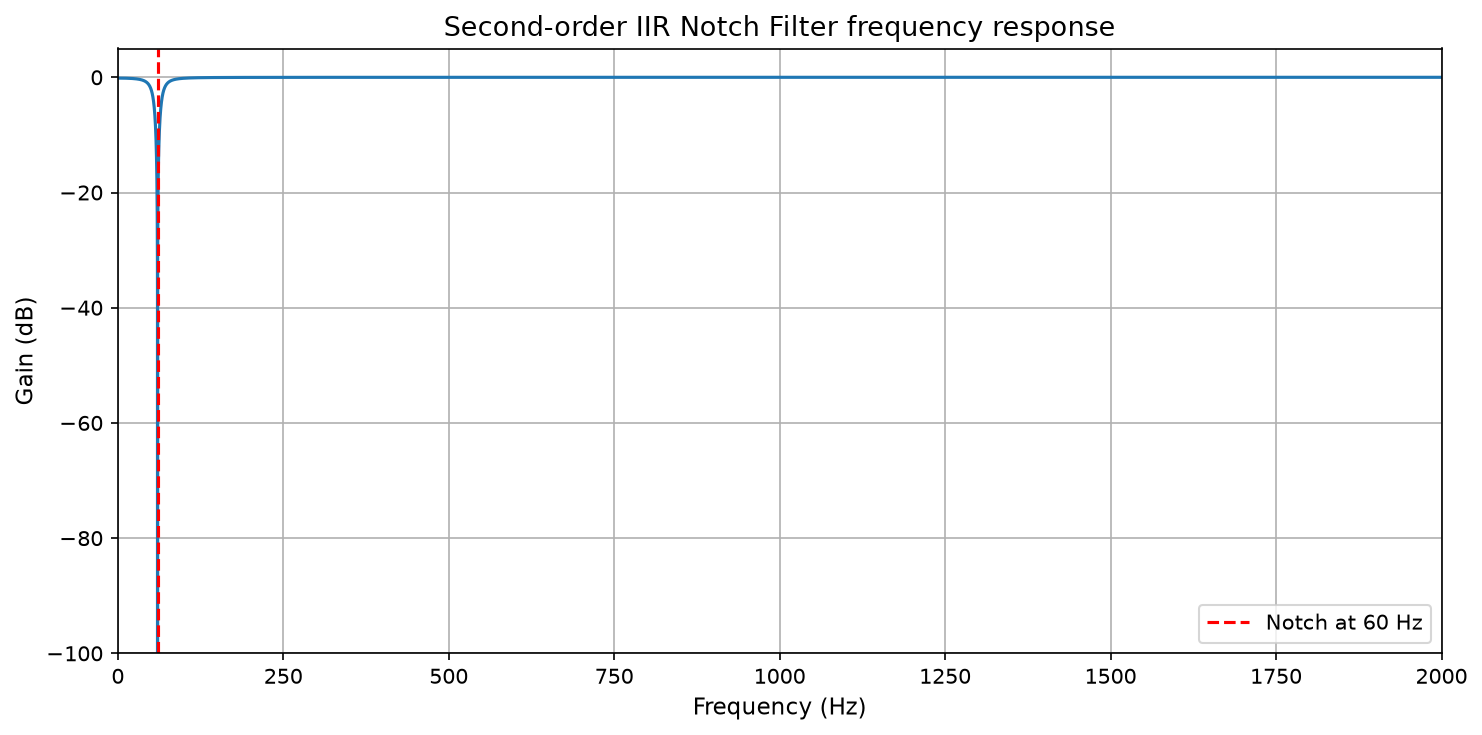 Second-order IIR Notch Filter frequency response
Gain (dB)
0
−20
−40
−60
−80
−100
0 250 500 750 1000 1250 1500 1750 2000
Frequency (Hz)
Notch at 60 Hz